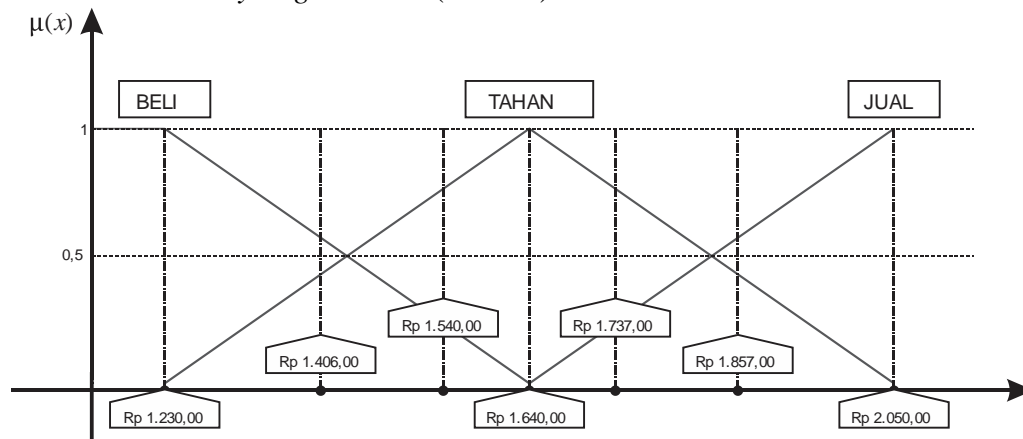 μ(x)
BELI
TAHAN
JUAL
1
0,5
Rp 1.540,00
Rp 1.737,00
Rp 1.406,00
Rp 1.857,00
Rp 1.230,00
Rp 1.640,00
Rp 2.050,00